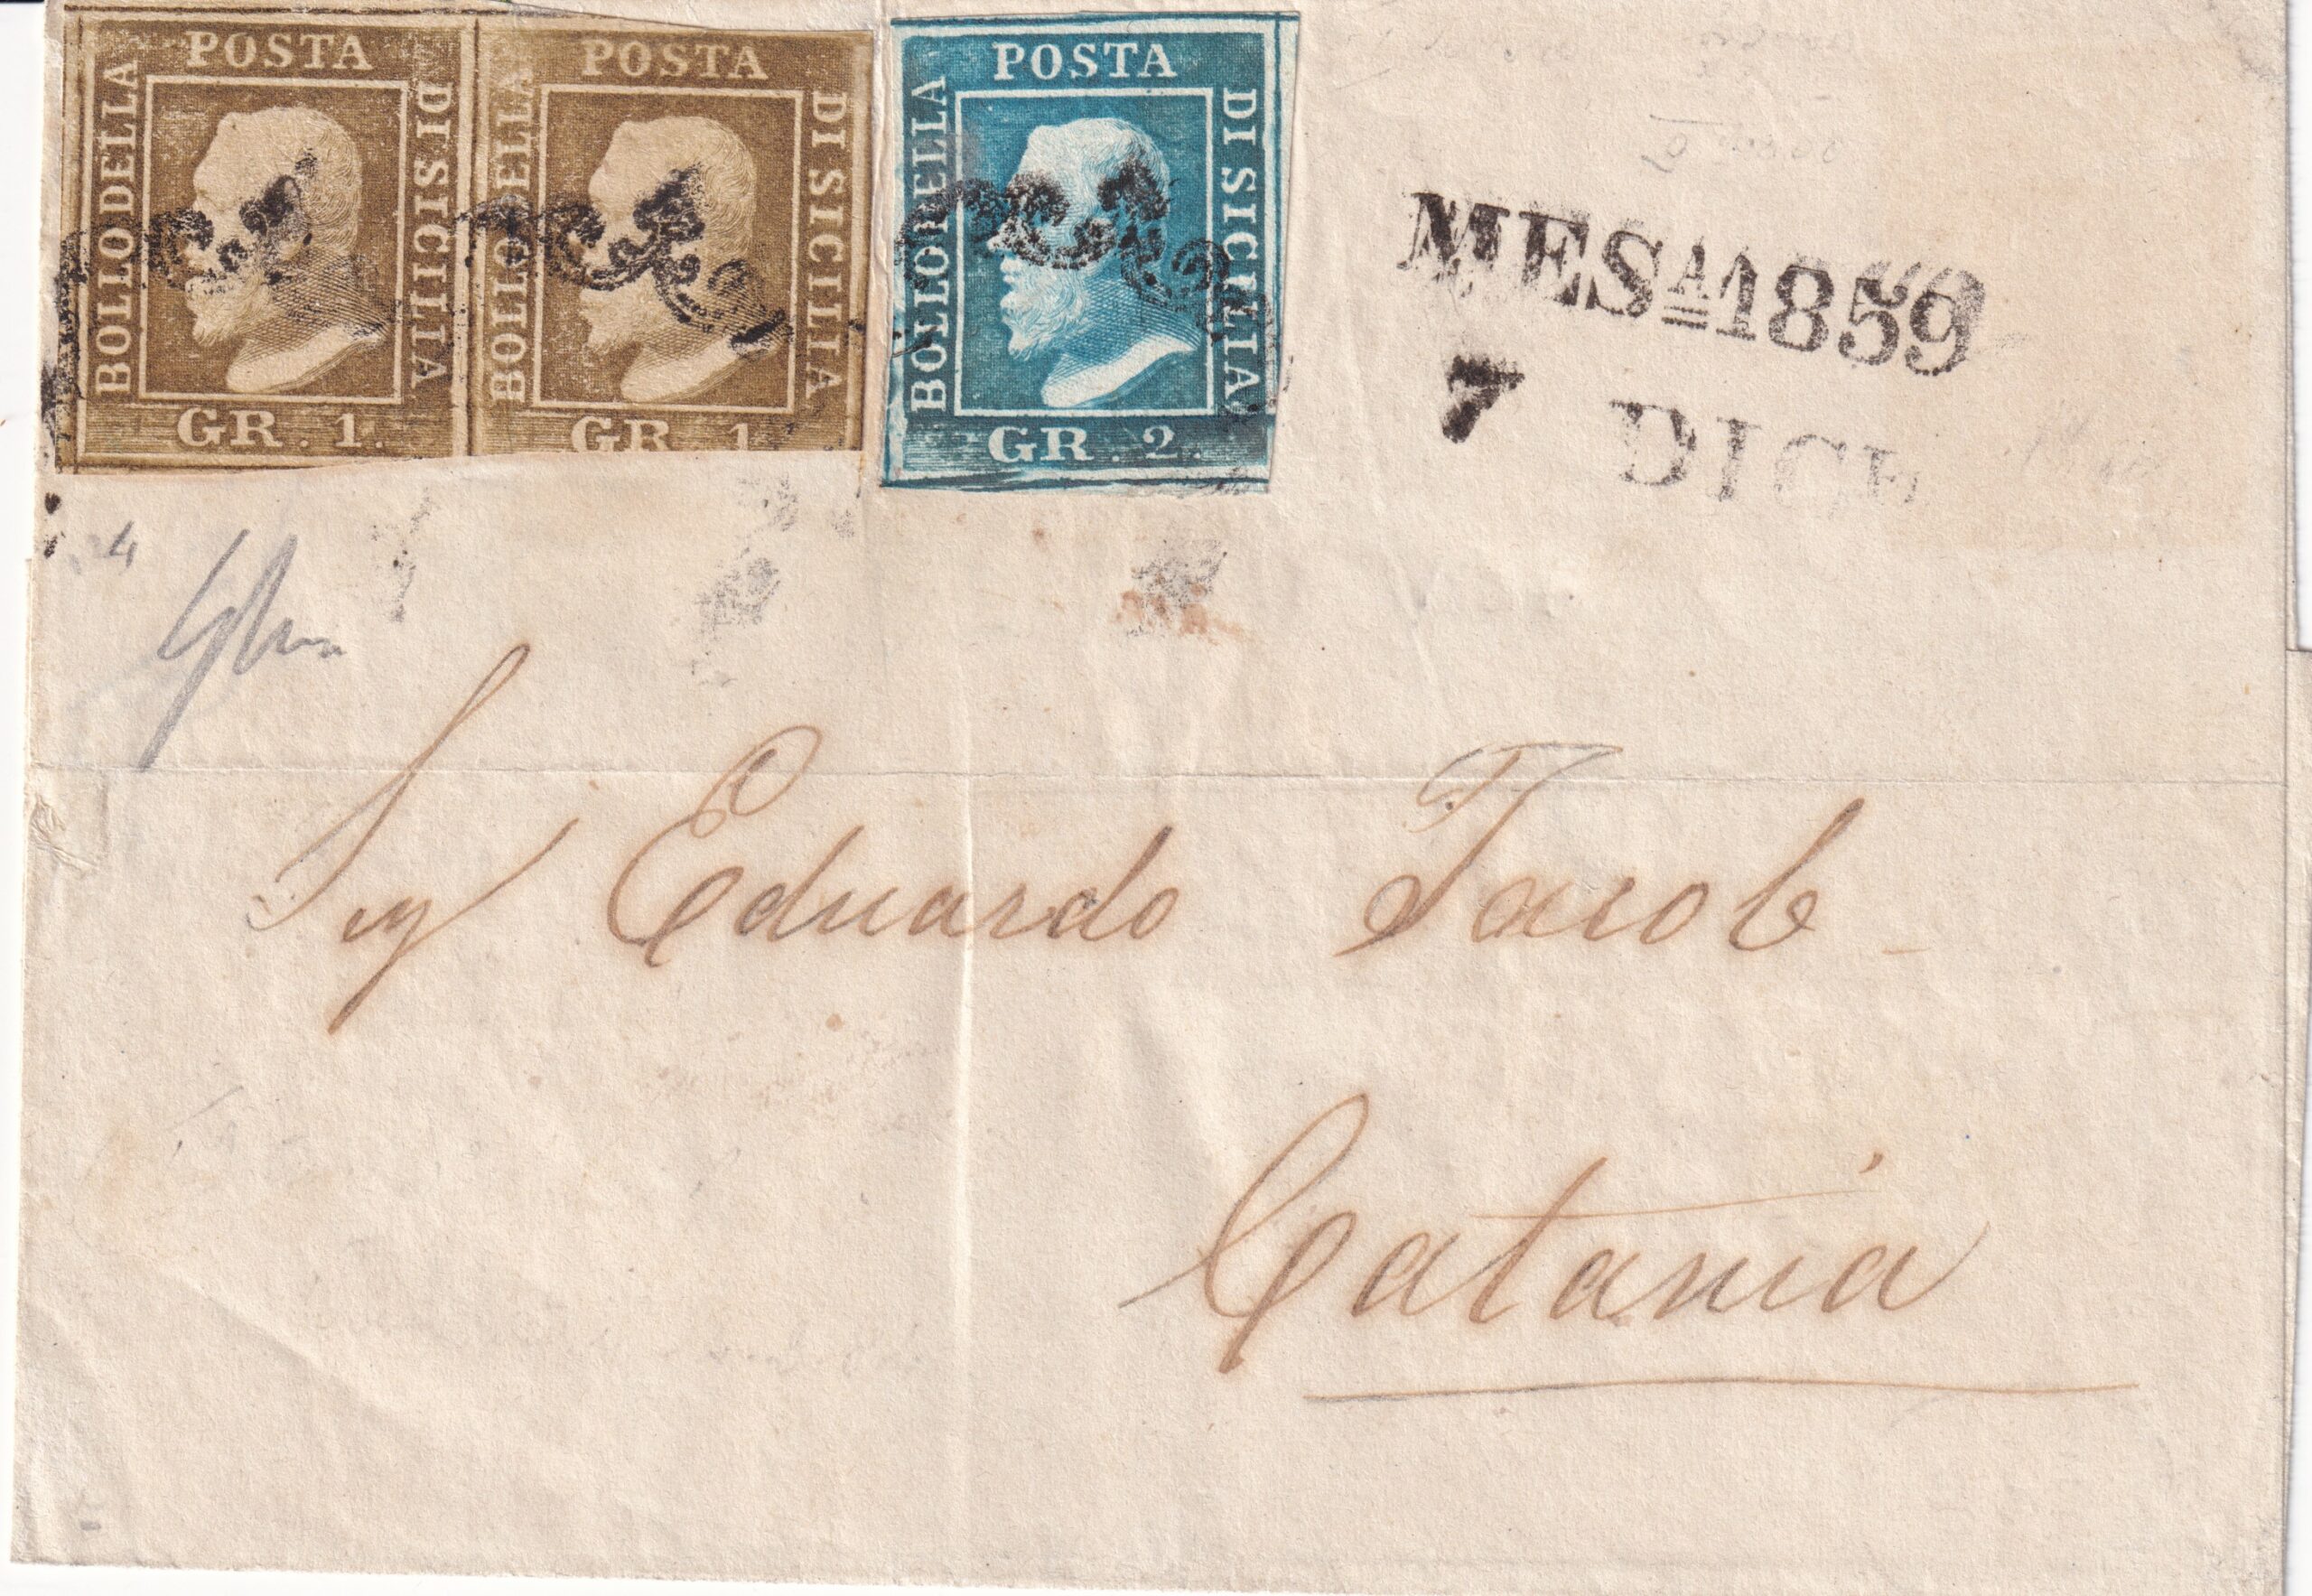 POSTA
BOLLO DELLA
DI SICILIA
GR. 1.
POSTA
BOLLO DELLA
DI SICILIA
GR. 1
POSTA
BOLLO DELLA
DI SICILIA
GR. 2.
MESA 1859
7 DICE
4
Sig Eduardo Jacob
Catania